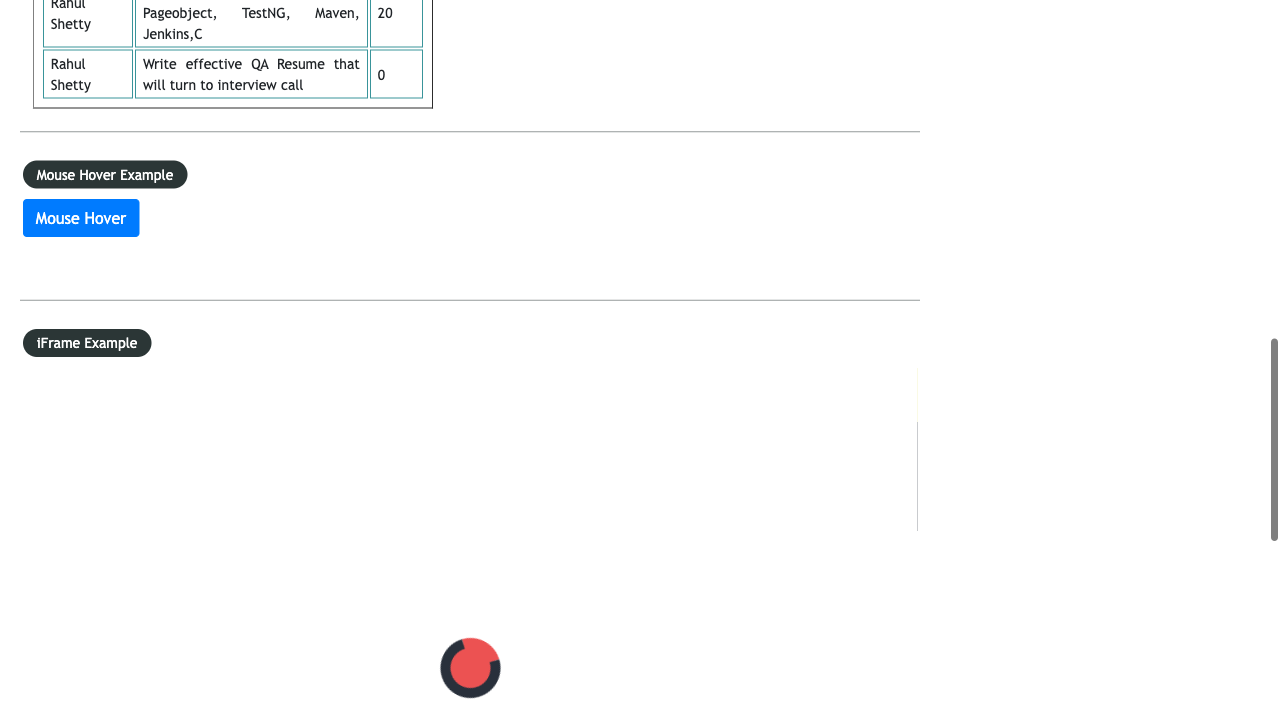 Rahul
Shetty
Pageobject, TestNG, Maven,
Jenkins,C
20
Rahul
Shetty
Write effective QA Resume that
will turn to interview call
0
Mouse Hover Example
Mouse Hover
iFrame Example